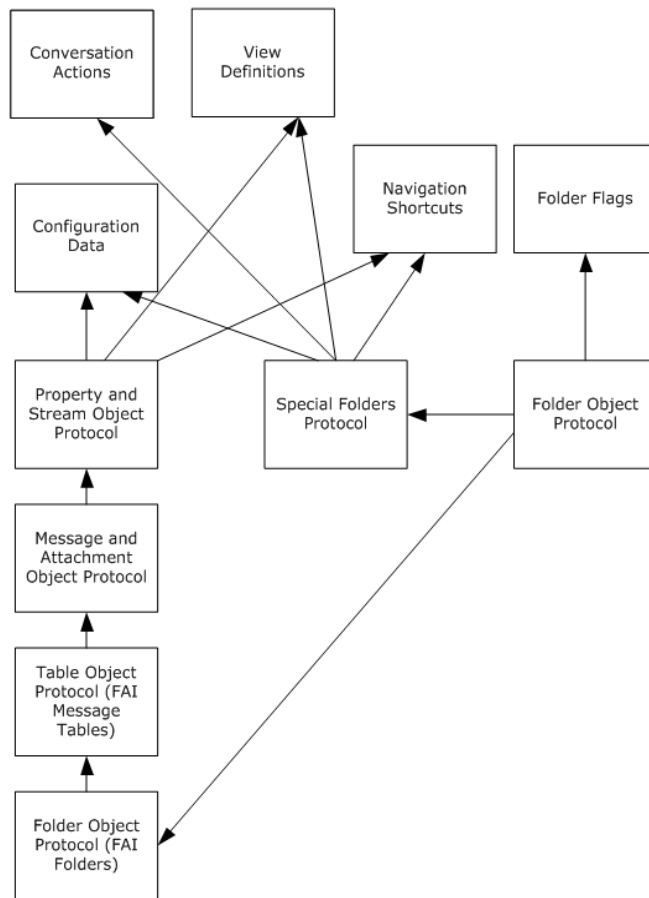 Conversation
Actions
View
Definitions
Navigation
Shortcuts
Folder Flags
Configuration
Data
Property and
Stream Object
Protocol
Special Folders
Protocol
Folder Object
Protocol
Message and
Attachment
Object Protocol
Table Object
Protocol (FAI
Message
Tables)
Folder Object
Protocol (FAI
Folders)